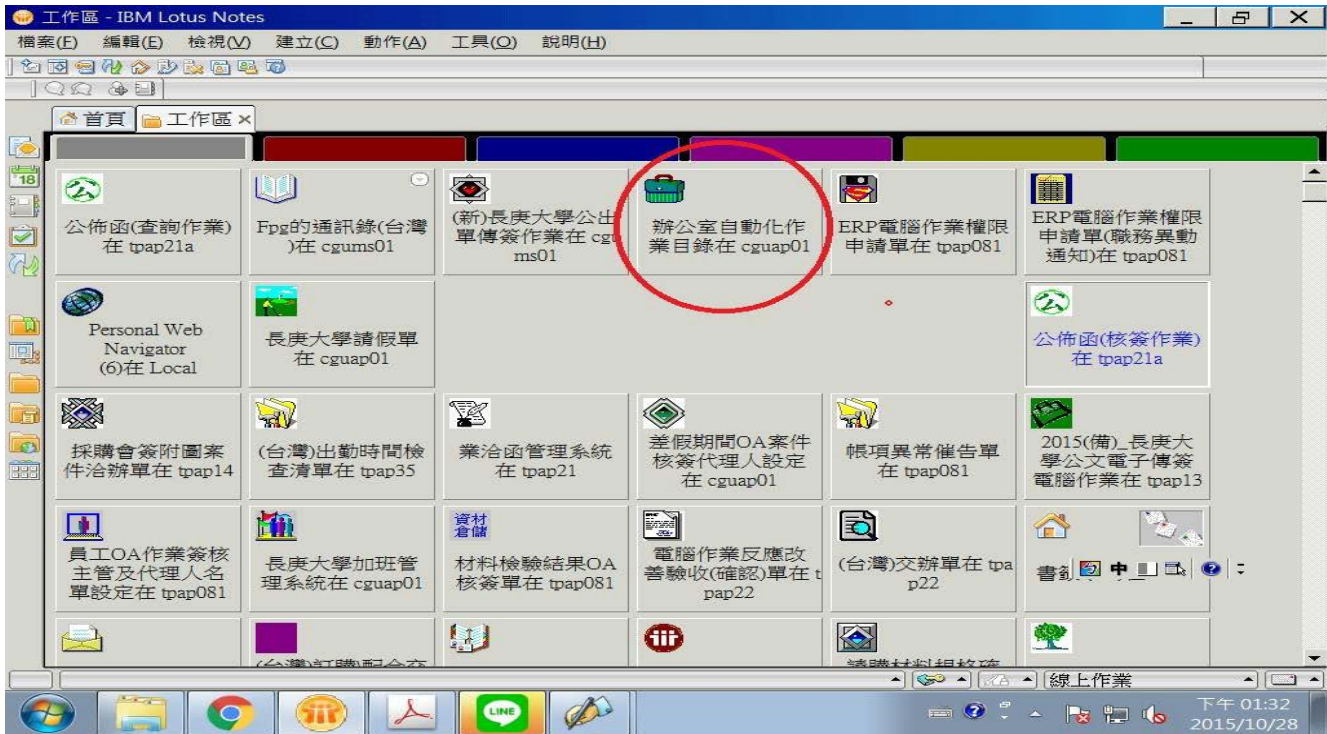 工作區 - IBM Lotus Notes
檔案(F) 編輯(E) 檢視(V) 建立(C) 動作(A) 工具(O) 說明(H)
首頁 工作區
18
公佈函(查詢作業)
在 tpap21a
Fpg的通訊錄(台灣
)在 cgums01
(新)長庚大學公出
單傳簽作業在 cgu
ms01
辦公室自動化作
業目錄在 cguap01
ERP電腦作業權限
申請單在 tpap081
ERP電腦作業權限
申請單(職務異動
通知)在 tpap081
Personal Web
Navigator
(6)在 Local
長庚大學請假單
在 cguap01
公佈函(核簽作業)
在 tpap21a
採購會簽附圖案
件洽辦單在 tpap14
(台灣)出勤時間檢
查清單在 tpap35
業洽函管理系統
在 tpap21
差假期間OA案件
核簽代理人設定
在 cguap01
帳項異常催告單
在 tpap081
2015(備)_長庚大
學公文電子傳簽
電腦作業在 tpap13
員工OA作業簽核
主管及代理人名
單設定在 tpap081
長庚大學加班管
理系統在 cguap01
資材
倉儲
材料檢驗結果OA
核簽單在 tpap081
電腦作業反應改
善驗收(確認)單在 t
pap22
(台灣)交辦單在 tpa
p22
中
線上作業
LINE
下午 01:32
2015/10/28